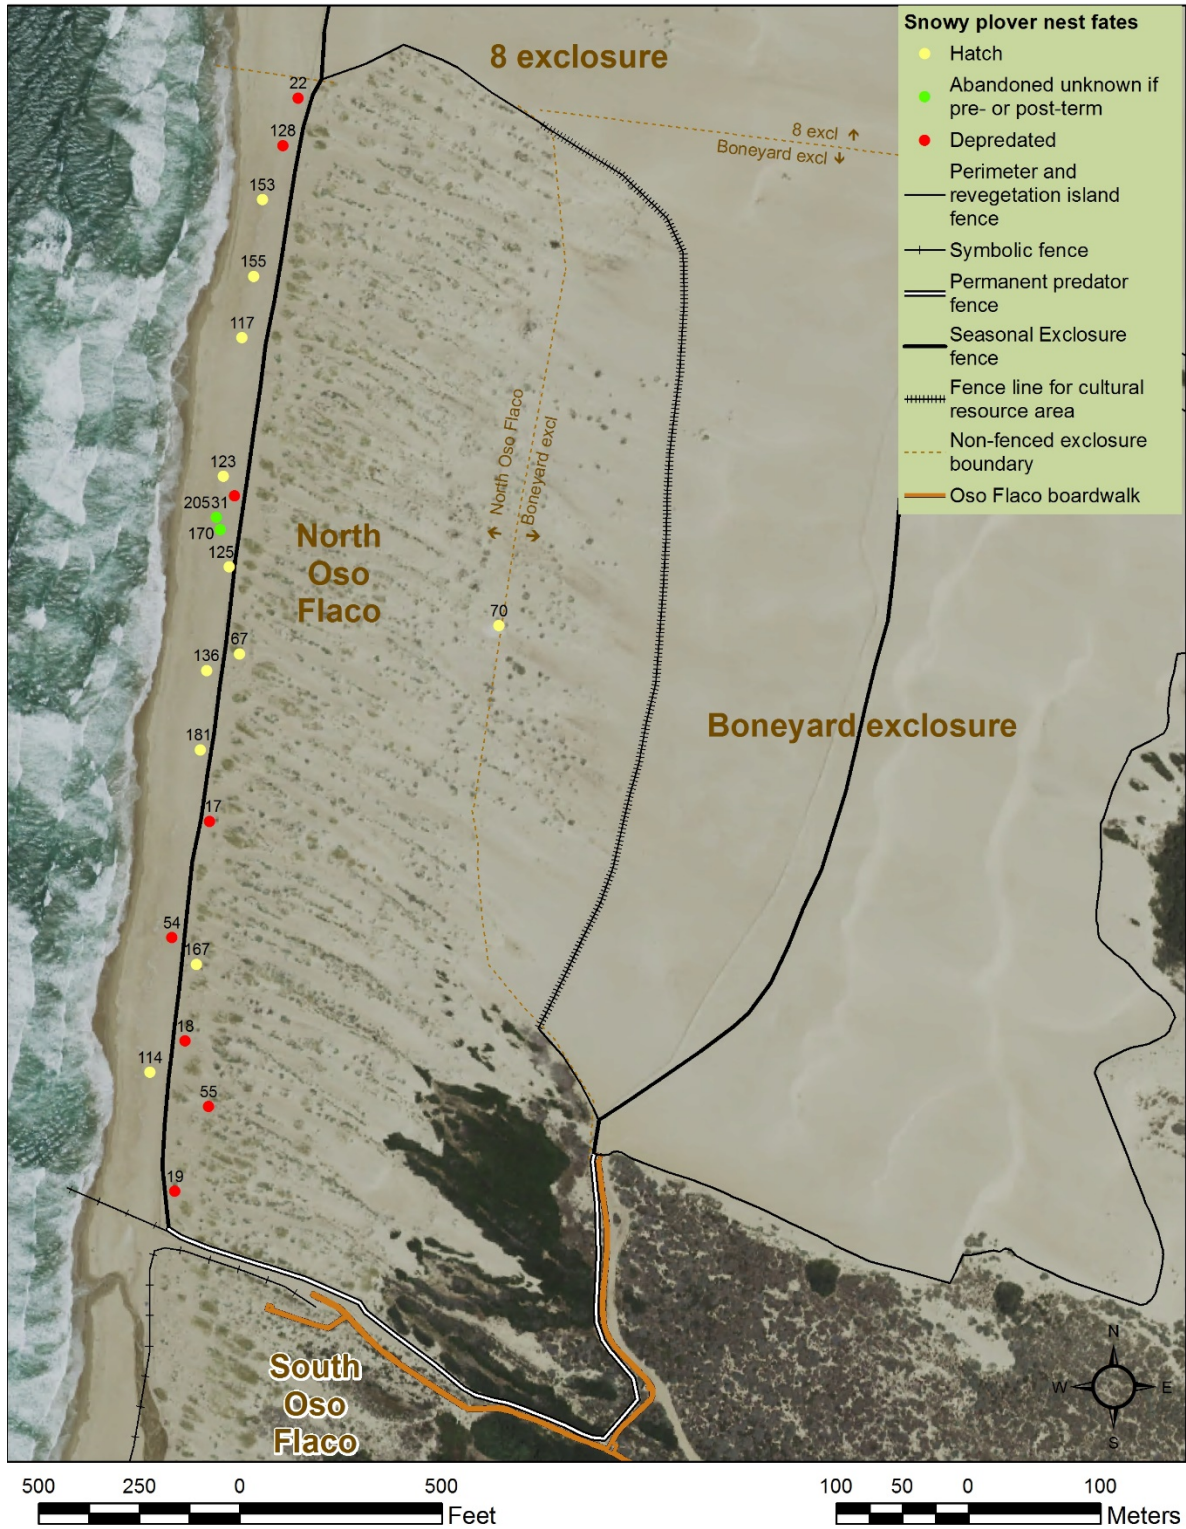 Snowy plover nest fates
Hatch
Abandoned unknown if
pre- or post-term
Depredated
Perimeter and
revegetation island
fence
Symbolic fence
Permanent predator
fence
Seasonal Exclosure
fence
Fence line for cultural
resource area
Non-fenced exclosure
boundary
Oso Flaco boardwalk
8 exclosure
8 excl ↑
Boneyard excl ↓
22
128
153
155
117
123
20531
170
125
North
Oso
Flaco
↑ North Oso Flaco
Boneyard excl
↓
70
67
136
181
17
Boneyard exclosure
54
167
18
114
55
19
South
Oso
Flaco
N
W E
S
500 250 0 500
Feet
100 50 0 100
Meters